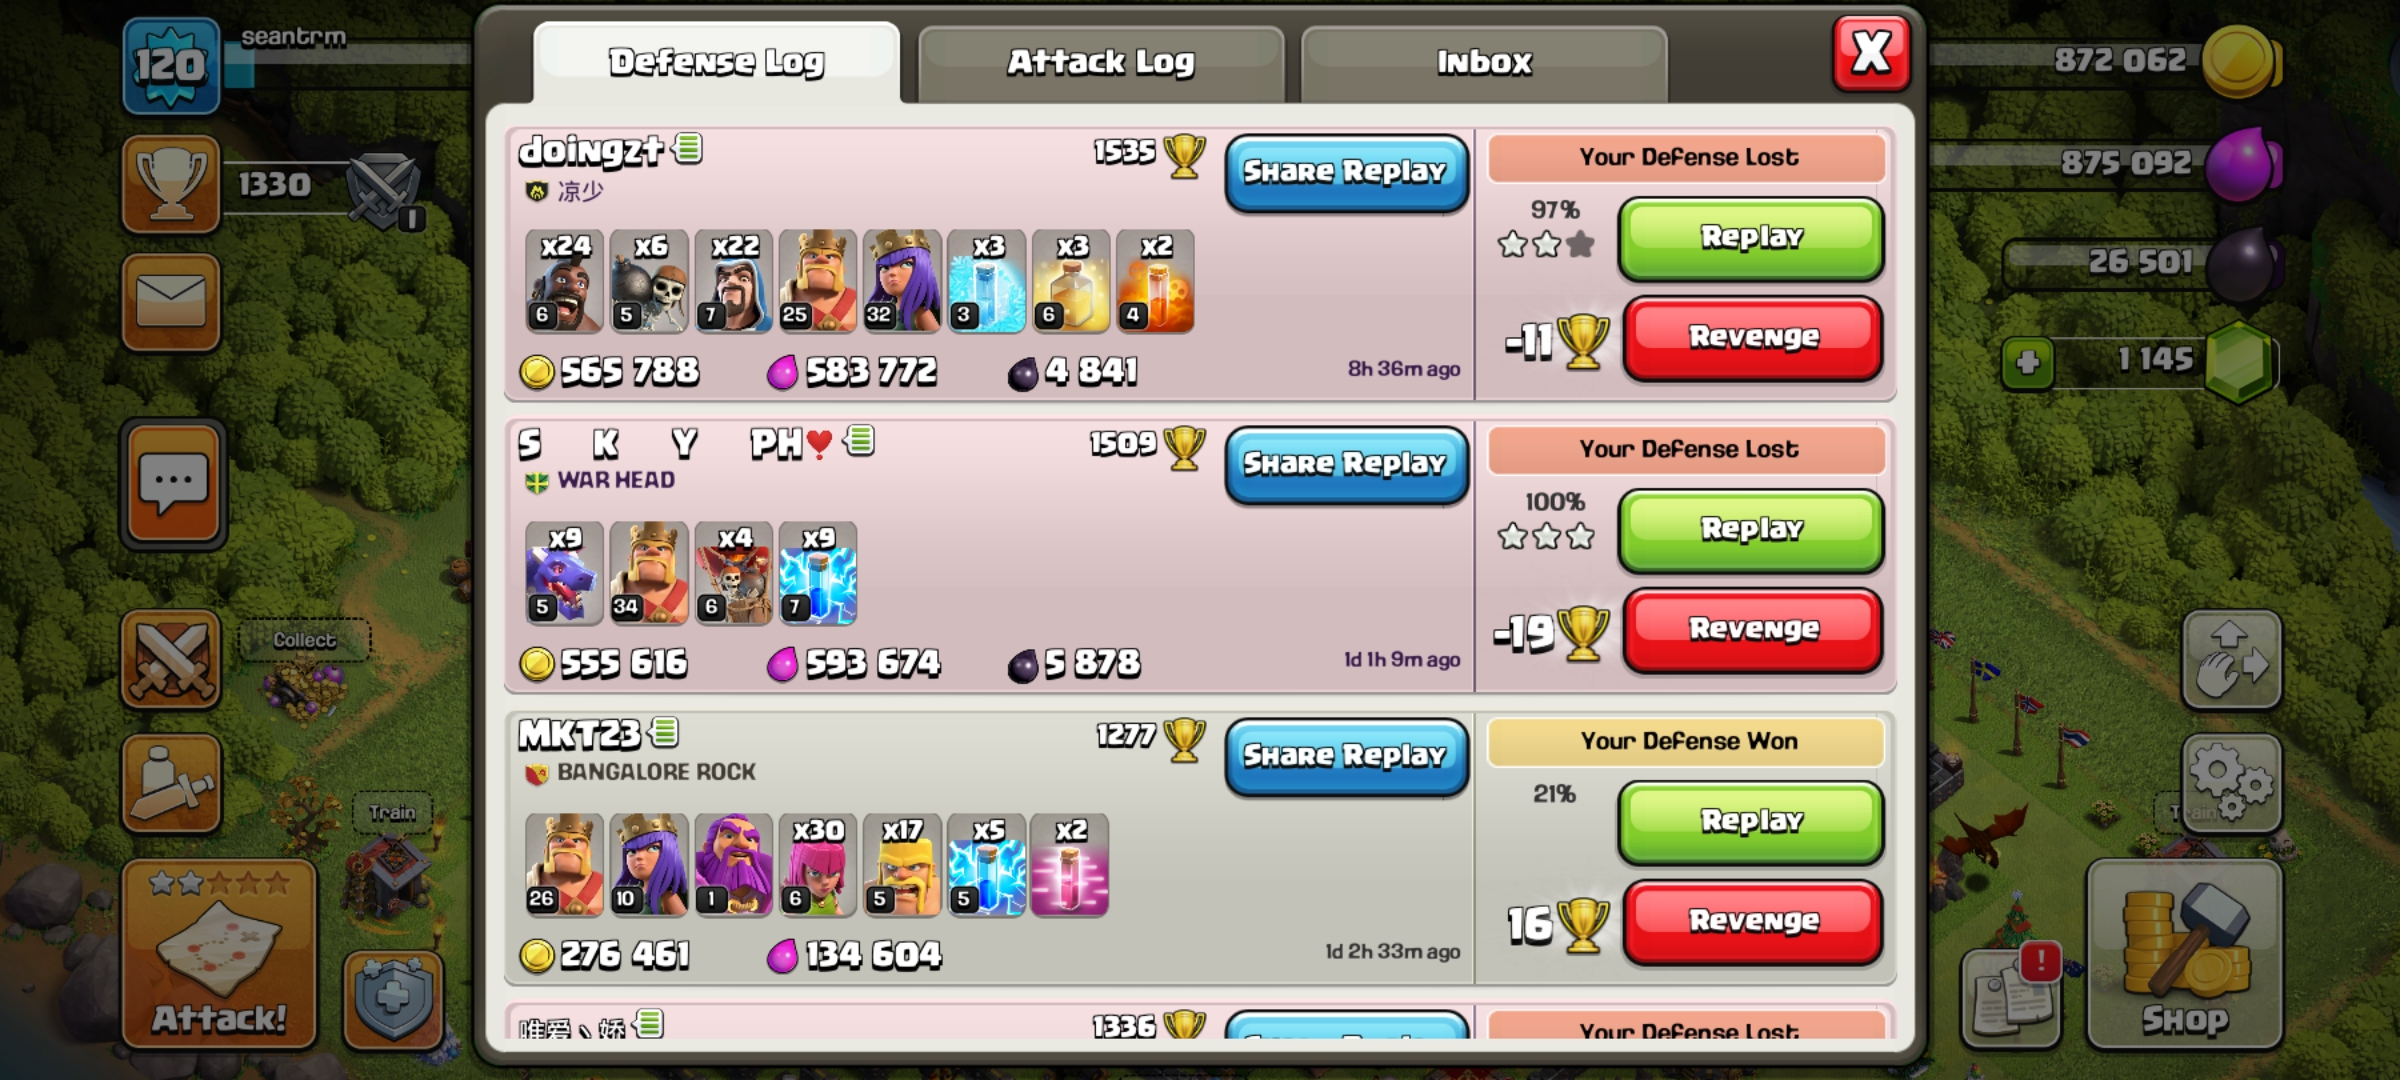 120
seantrm
1330
1
Collect
Train
Attack!
Defense Log
Attack Log
Inbox
X
doingzt
凉少
1535
Share Replay
x24
x6
x22
x3
x3
x2
6
5
7
25
32
3
6
4
565 788
583 772
4 841
8h 36m ago
Your Defense Lost
97%
Replay
-11
Revenge
S K Y PH❣
WAR HEAD
1509
Share Replay
x9
x4
x9
5
34
6
7
555 616
593 674
5 878
1d 1h 9m ago
Your Defense Lost
100%
Replay
-19
Revenge
MKT23
BANGALORE ROCK
1277
Share Replay
x30
x17
x5
x2
26
10
1
6
5
5
276 461
134 604
1d 2h 33m ago
Your Defense Won
21%
Replay
16
Revenge
唯爱丶娇
1336
Your Defense Lost
872 062
875 092
26 501
1 145
Train
!
Shop